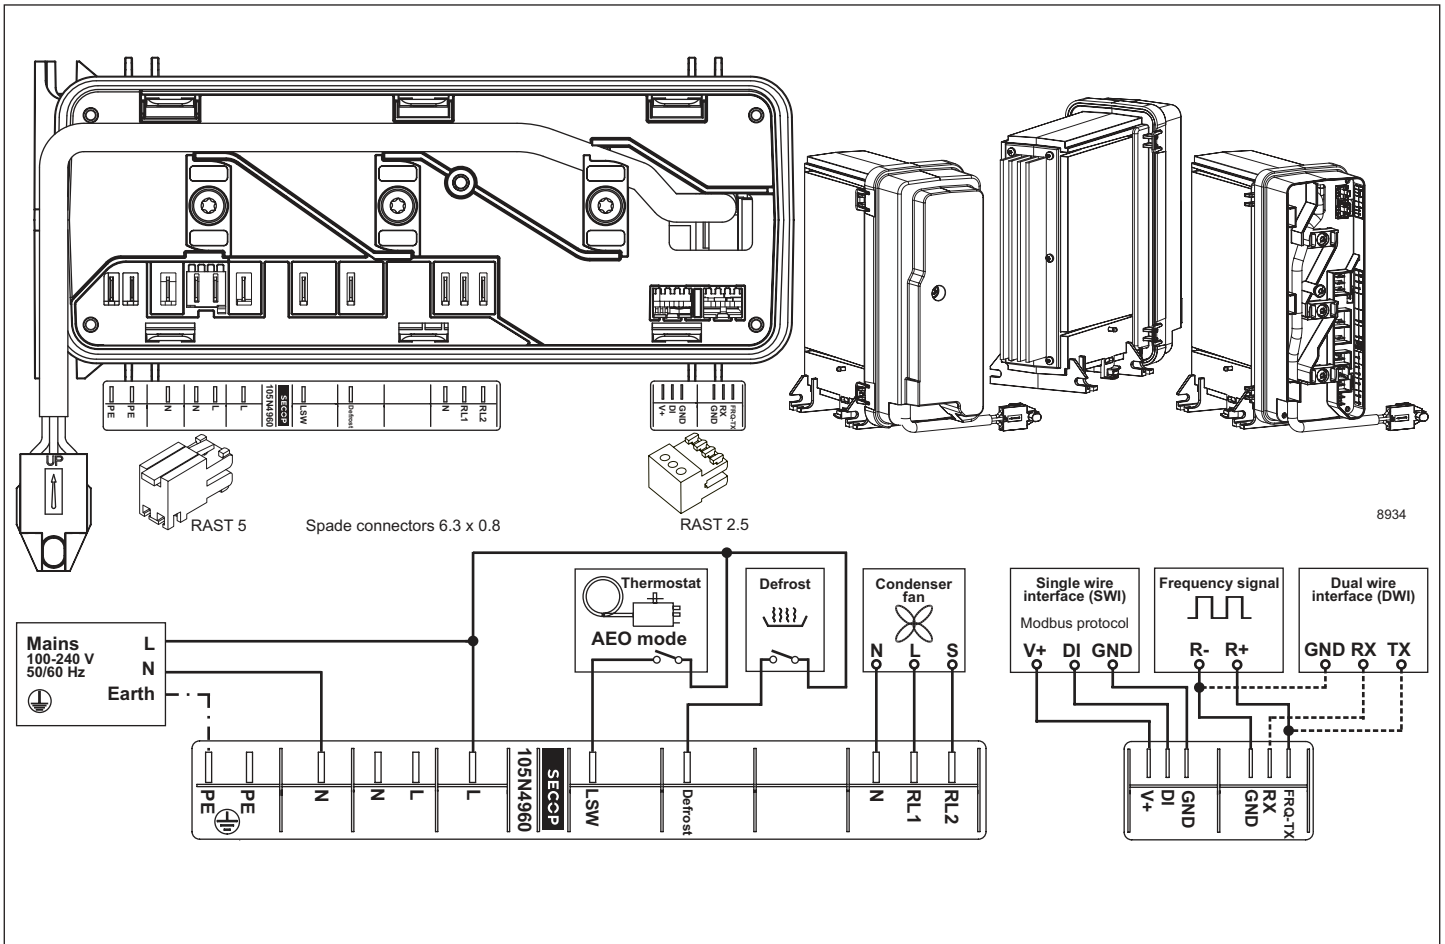 PE
PE
N
N
L
L
105N4960
SECOP
LSW
Defrost
N
RL1
RL2
V+
DI
GND
GND
RX
FRQ-TX
UP
RAST 5
Spade connectors 6.3 x 0.8
RAST 2.5
8934
Mains
100-240 V
50/60 Hz
L
N
Earth
Thermostat
AEO mode
Defrost
Condenser
fan
N L S
Single wire
interface (SWI)
Modbus protocol
V+ DI GND
Frequency signal
R- R+
Dual wire
interface (DWI)
GND RX TX
PE
PE
N
N
L
L
105N4960
SECOP
LSW
Defrost
N
RL1
RL2
V+
DI
GND
GND
RX
FRQ-TX